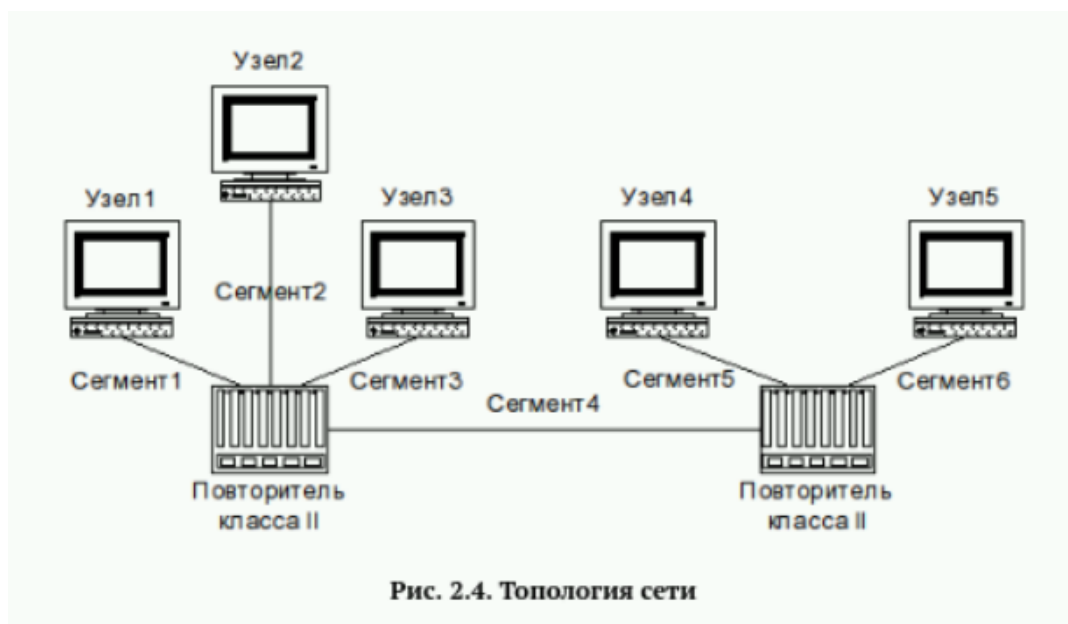 Узел2
Узел1
Узел3
Узел4
Узел5
Сегмент2
Сегмент1
Сегмент3
Сегмент5
Сегмент6
Сегмент4
Повторитель
класса II
Повторитель
класса II
Рис. 2.4. Топология сети